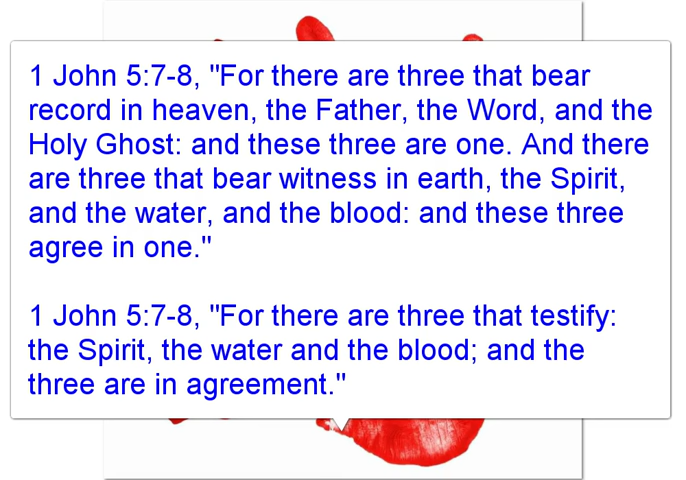 1 John 5:7-8, "For there are three that bear
record in heaven, the Father, the Word, and the
Holy Ghost: and these three are one. And there
are three that bear witness in earth, the Spirit,
and the water, and the blood: and these three
agree in one."
1 John 5:7-8, "For there are three that testify:
the Spirit, the water and the blood; and the
three are in agreement."